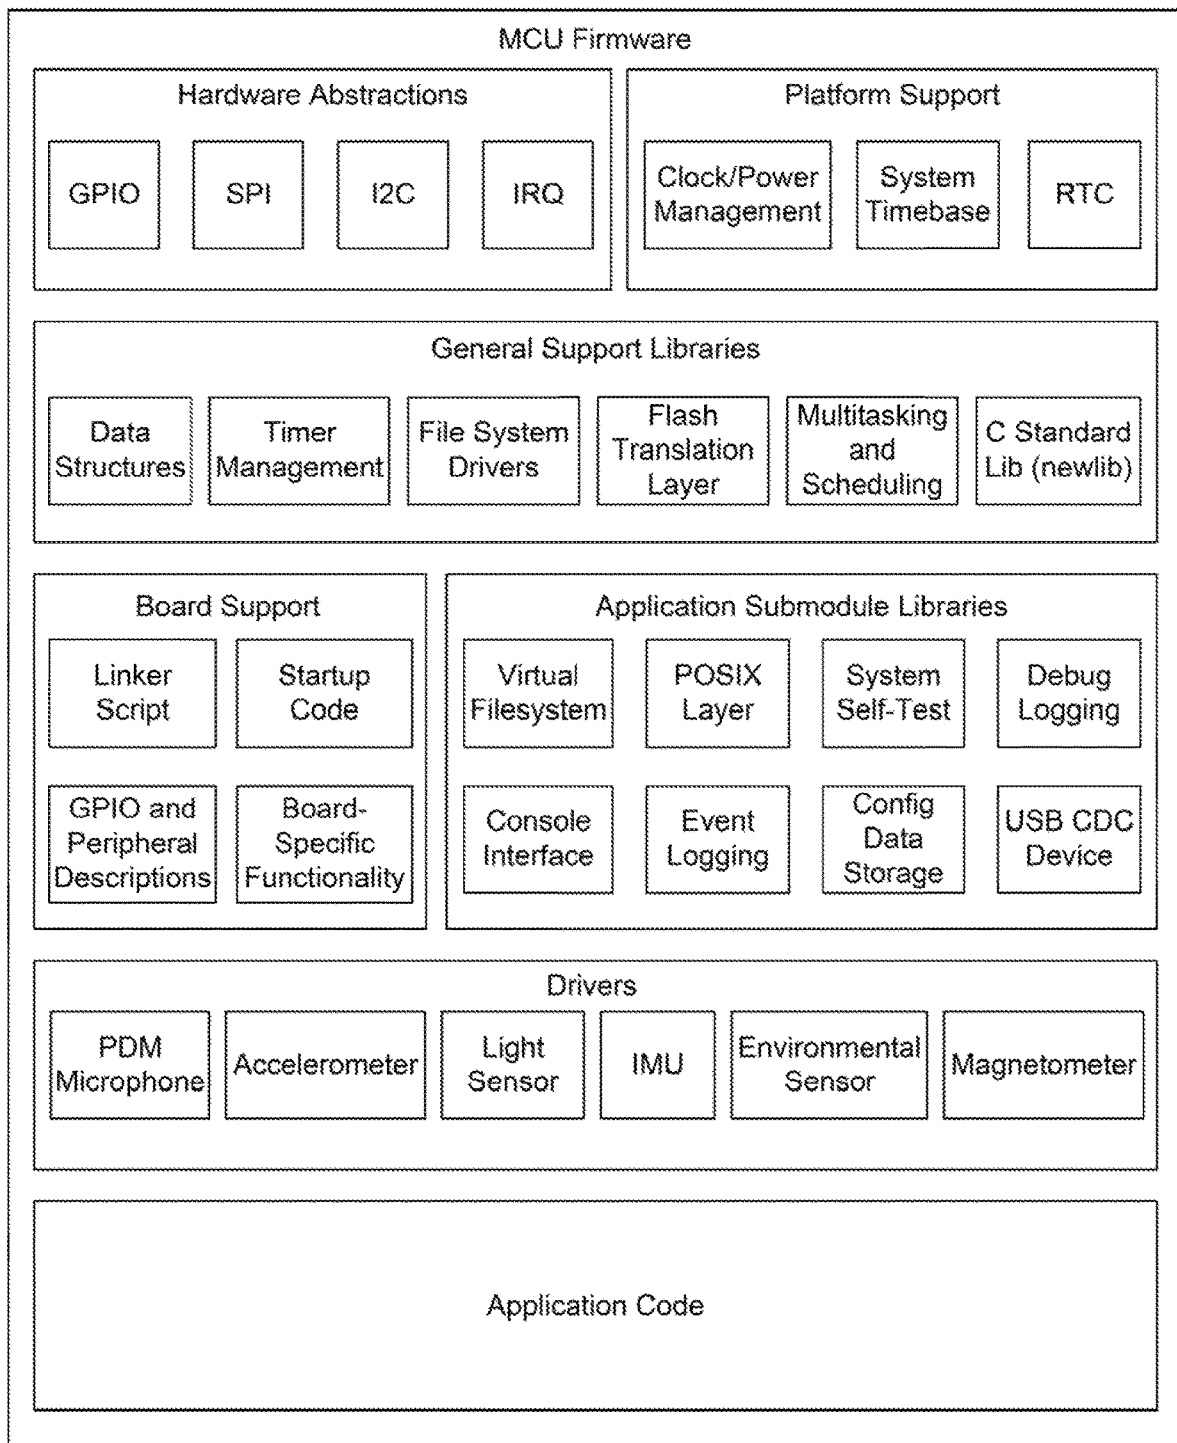 MCU Firmware
Hardware Abstractions
GPIO
SPI
I2C
IRQ
Platform Support
Clock/Power
Management
System
Timebase
RTC
General Support Libraries
Data
Structures
Timer
Management
File System
Drivers
Flash
Translation
Layer
Multitasking
and
Scheduling
C Standard
Lib (newlib)
Board Support
Linker
Script
Startup
Code
GPIO and
Peripheral
Descriptions
Board-
Specific
Functionality
Application Submodule Libraries
Virtual
Filesystem
POSIX
Layer
System
Self-Test
Debug
Logging
Console
Interface
Event
Logging
Config
Data
Storage
USB CDC
Device
Drivers
PDM
Microphone
Accelerometer
Light
Sensor
IMU
Environmental
Sensor
Magnetometer
Application Code